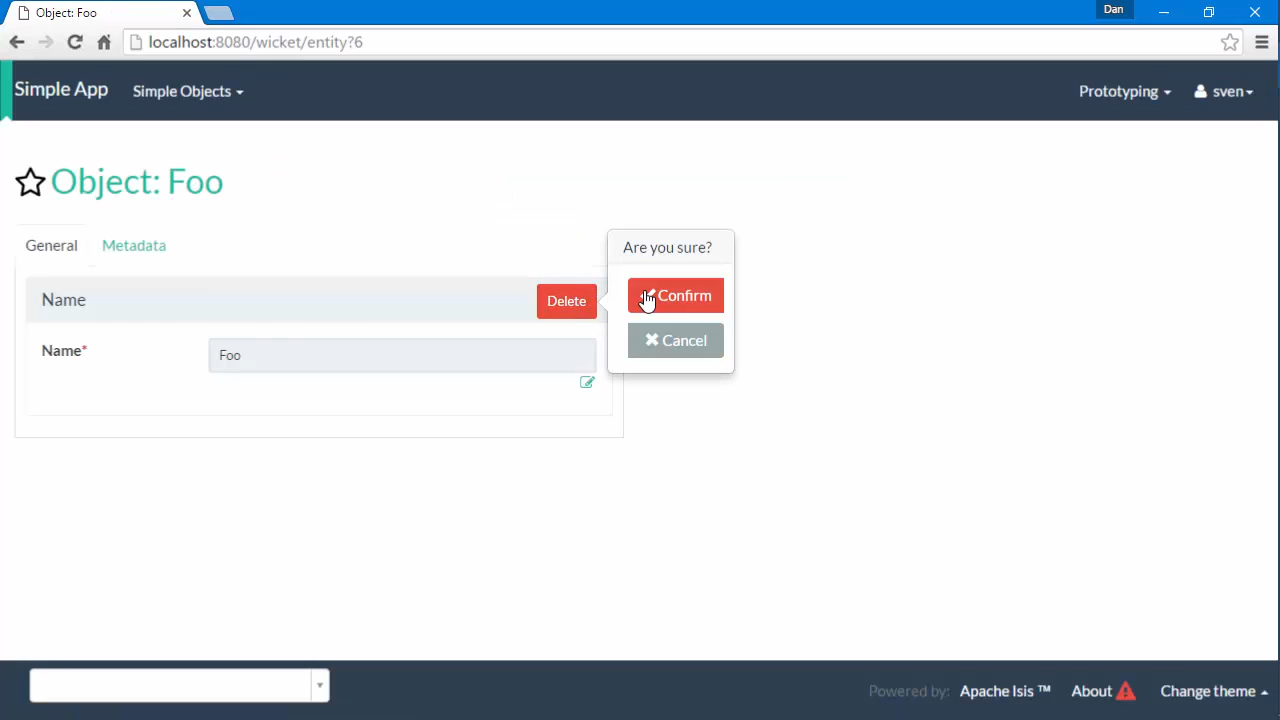 Object: Foo
Dan
localhost:8080/wicket/entity?6
Simple App
Simple Objects
Prototyping
sven
Object: Foo
General
Metadata
Are you sure?
Name
Delete
Confirm
Name*
Foo
Cancel
Powered by: Apache Isis ™
About
Change theme